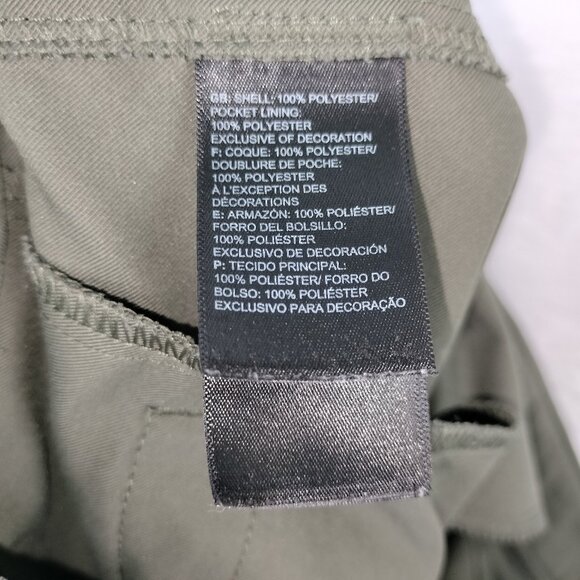 GB: SHELL: 100% POLYESTER/
POCKET LINING:
100% POLYESTER
EXCLUSIVE OF DECORATION
F: COQUE: 100% POLYESTER/
DOUBLURE DE POCHE:
100% POLYESTER
À L'EXCEPTION DES
DÉCORATIONS
E: ARMAZÓN: 100% POLIÉSTER/
FORRO DEL BOLSILLO:
100% POLIÉSTER
EXCLUSIVO DE DECORACIÓN
P: TECIDO PRINCIPAL:
100% POLIÉSTER/ FORRO DO
BOLSO: 100% POLIÉSTER
EXCLUSIVO PARA DECORAÇÃO